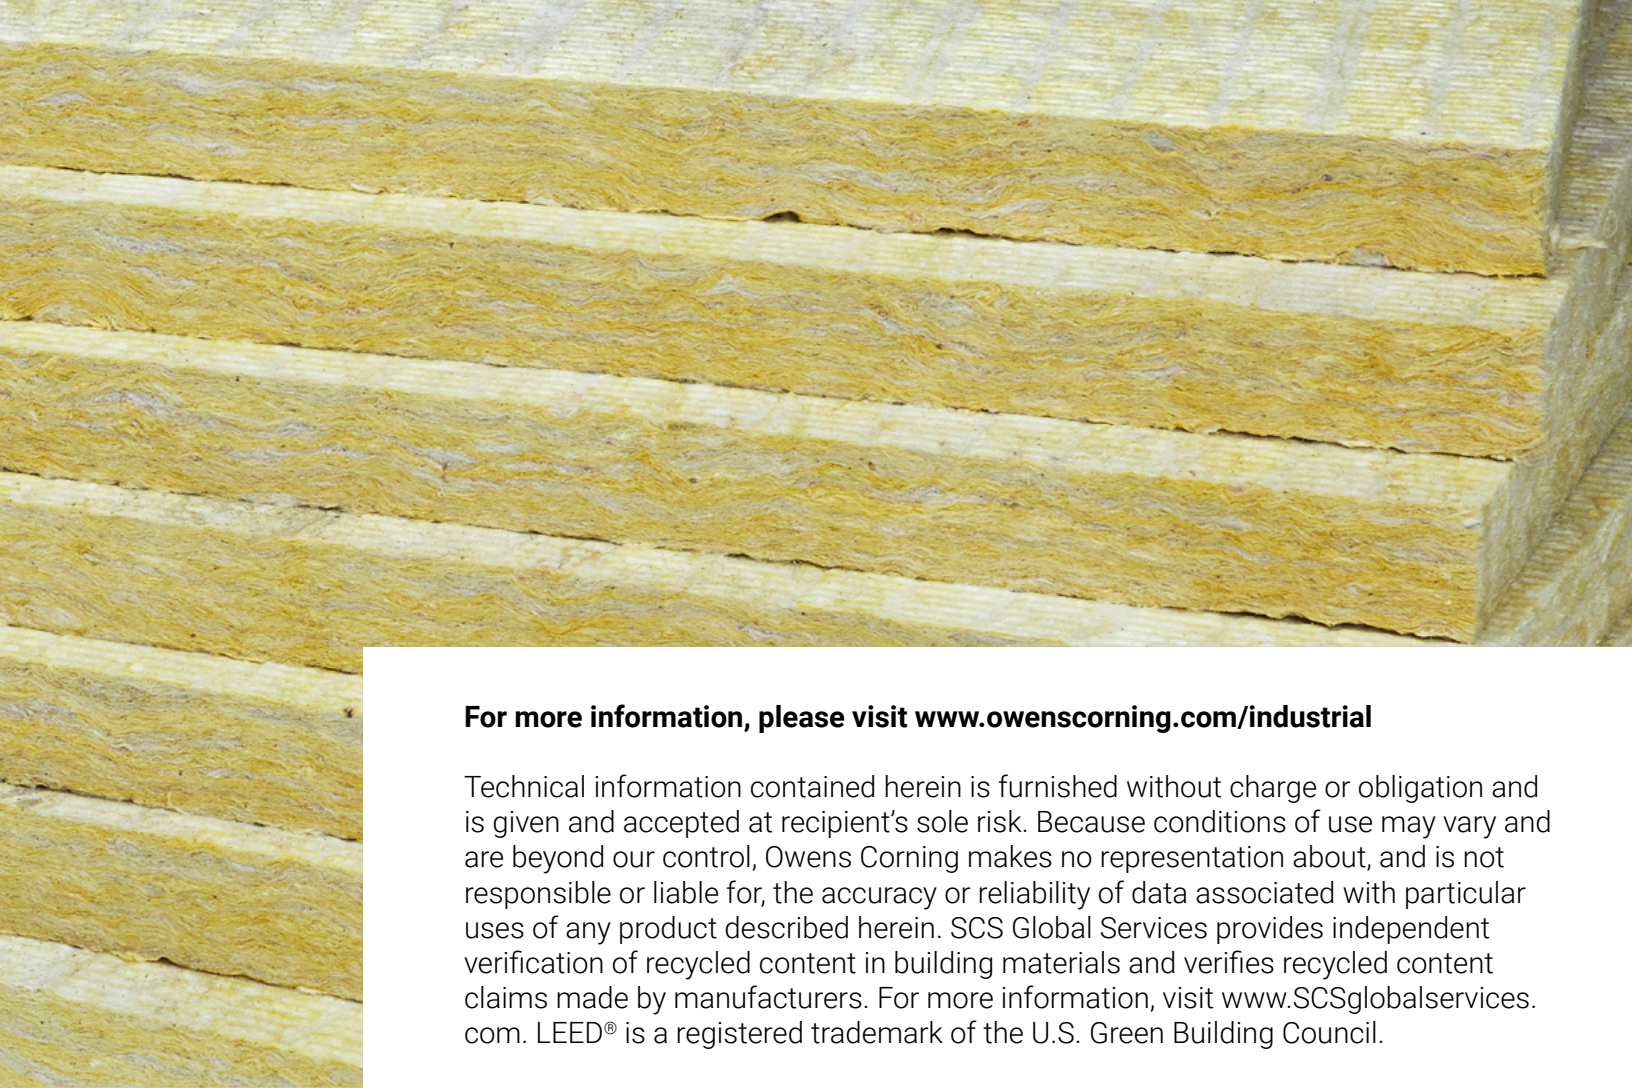 For more information, please visit www.owenscorning.com/industrial
Technical information contained herein is furnished without charge or obligation and
is given and accepted at recipient’s sole risk. Because conditions of use may vary and
are beyond our control, Owens Corning makes no representation about, and is not
responsible or liable for, the accuracy or reliability of data associated with particular
uses of any product described herein. SCS Global Services provides independent
verification of recycled content in building materials and verifies recycled content
claims made by manufacturers. For more information, visit www.SCSglobalservices.
com. LEED® is a registered trademark of the U.S. Green Building Council.